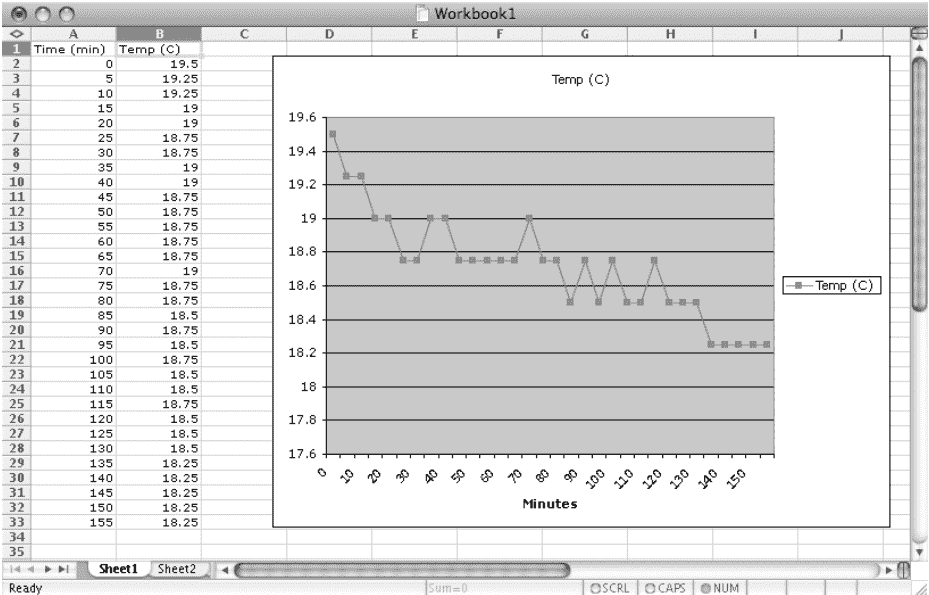 Workbook1
A B C D E F G H I J
1 Time (min) Temp (C)
2 0 19.5
3 5 19.25
4 10 19.25
5 15 19
6 20 19
7 25 18.75
8 30 18.75
9 35 19
10 40 19
11 45 18.75
12 50 18.75
13 55 18.75
14 60 18.75
15 65 18.75
16 70 19
17 75 18.75
18 80 18.75
19 85 18.5
20 90 18.75
21 95 18.5
22 100 18.75
23 105 18.5
24 110 18.5
25 115 18.75
26 120 18.5
27 125 18.5
28 130 18.5
29 135 18.25
30 140 18.25
31 145 18.25
32 150 18.25
33 155 18.25
34
35
Temp (C)
19.6
19.4
19.2
19
18.8
18.6
18.4
18.2
18
17.8
17.6
0 10 20 30 40 50 60 70 80 90 100 110 120 130 140 150
Minutes
Temp (C)
Sheet1 Sheet2
Ready Sum=0 SCRL CAPS NUM